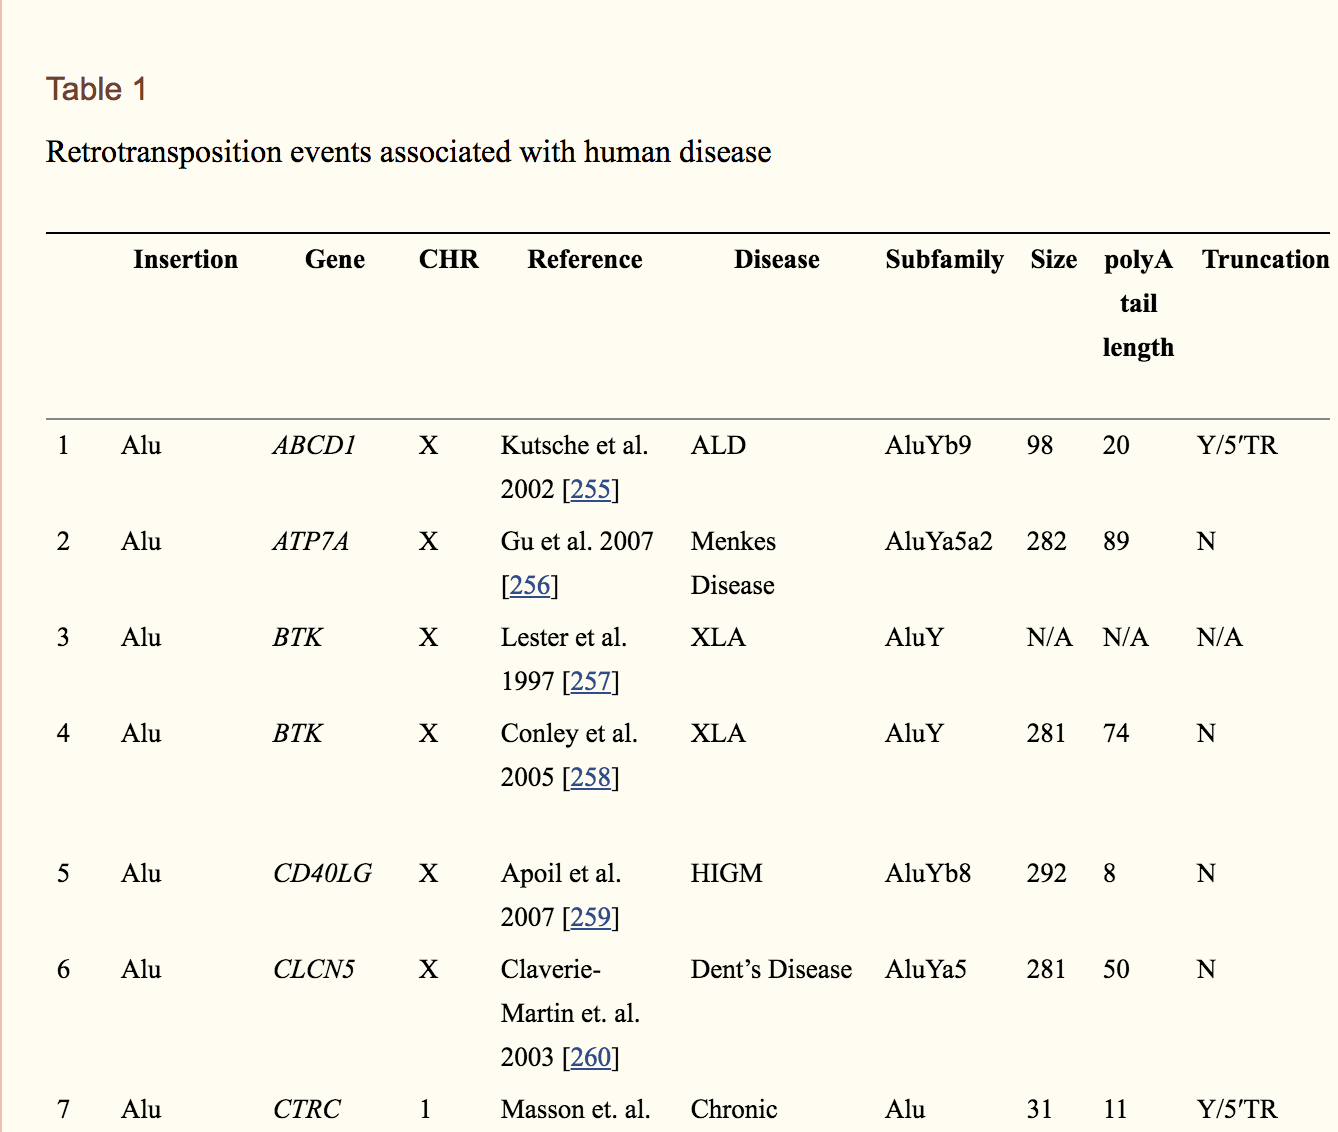 Table 1
Retrotransposition events associated with human disease
Insertion Gene CHR Reference Disease Subfamily Size polyA Truncation
tail
length
1 Alu ABCD1 X Kutsche et al. ALD AluYb9 98 20 Y/5′TR
2002 [255]
2 Alu ATP7A X Gu et al. 2007 Menkes AluYa5a2 282 89 N
[256] Disease
3 Alu BTK X Lester et al. XLA AluY N/A N/A N/A
1997 [257]
4 Alu BTK X Conley et al. XLA AluY 281 74 N
2005 [258]
5 Alu CD40LG X Apoil et al. HIGM AluYb8 292 8 N
2007 [259]
6 Alu CLCN5 X Claverie- Dent’s Disease AluYa5 281 50 N
Martin et. al.
2003 [260]
7 Alu CTRC 1 Masson et. al. Chronic Alu 31 11 Y/5′TR